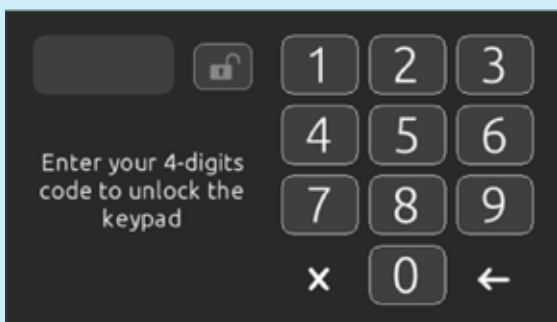 1 2 3
4 5 6
Enter your 4-digits
code to unlock the
keypad
7 8 9
0